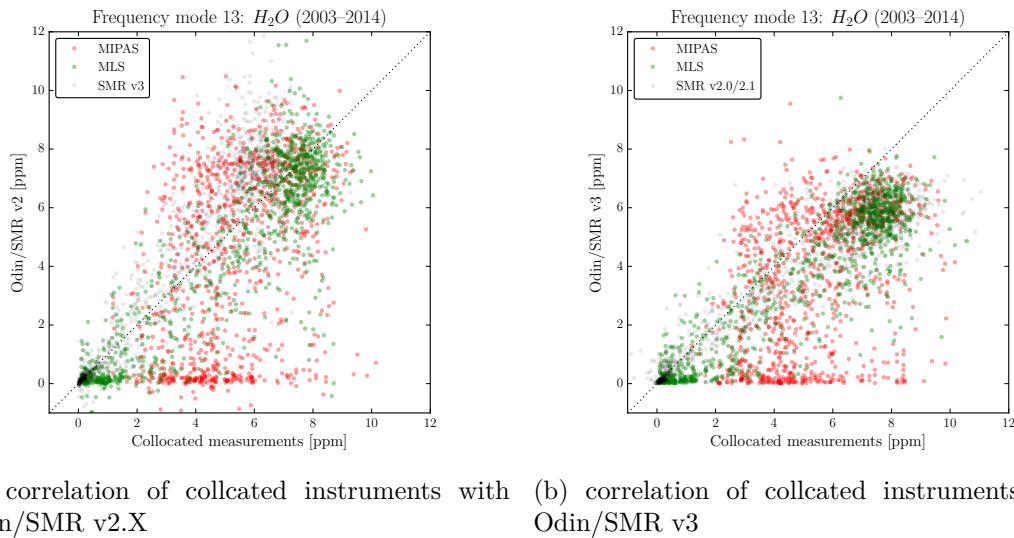 Frequency mode 13: H₂O (2003–2014)
12
10
8
6
4
2
0
Odin/SMR v2 [ppm]
MIPAS
MLS
SMR v3
0 2 4 6 8 10 12
Collocated measurements [ppm]
Frequency mode 13: H₂O (2003–2014)
12
10
8
6
4
2
0
Odin/SMR v3 [ppm]
MIPAS
MLS
SMR v2.0/2.1
0 2 4 6 8 10 12
Collocated measurements [ppm]
correlation of collcated instruments with
n/SMR v2.X
(b) correlation of collcated instruments
Odin/SMR v3